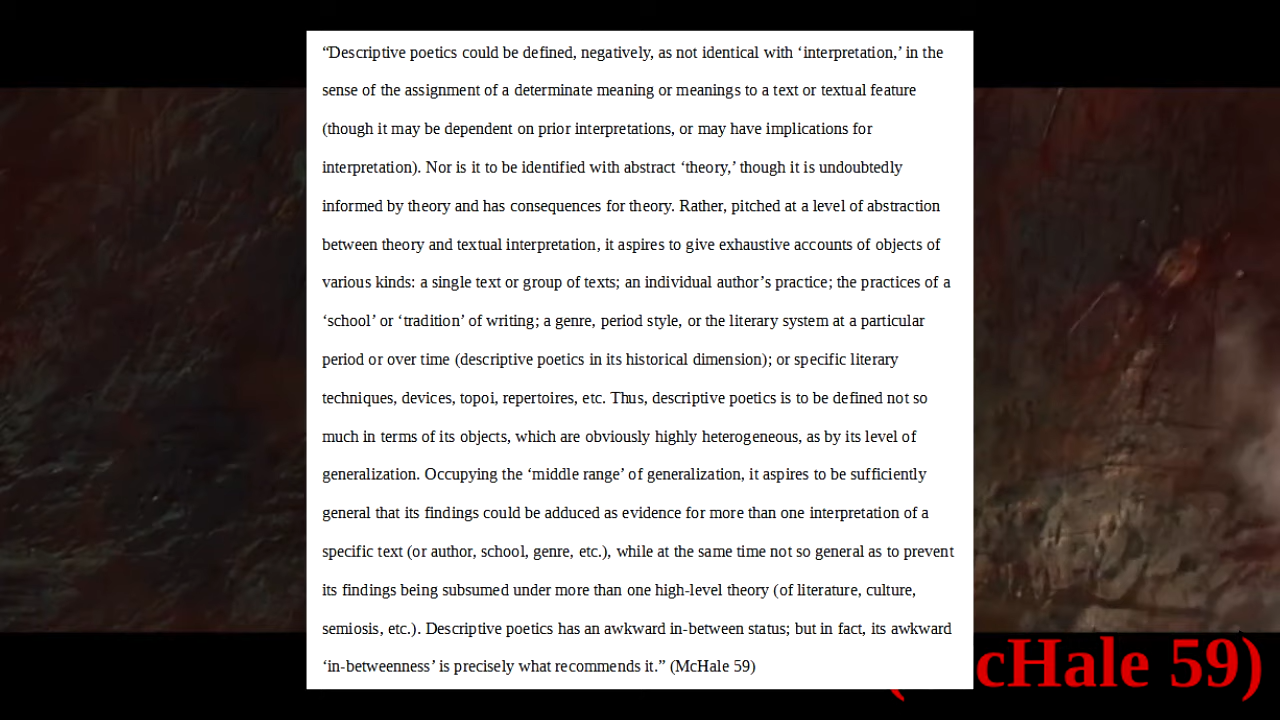 “Descriptive poetics could be defined, negatively, as not identical with ‘interpretation,’ in the
sense of the assignment of a determinate meaning or meanings to a text or textual feature
(though it may be dependent on prior interpretations, or may have implications for
interpretation). Nor is it to be identified with abstract ‘theory,’ though it is undoubtedly
informed by theory and has consequences for theory. Rather, pitched at a level of abstraction
between theory and textual interpretation, it aspires to give exhaustive accounts of objects of
various kinds: a single text or group of texts; an individual author’s practice; the practices of a
‘school’ or ‘tradition’ of writing; a genre, period style, or the literary system at a particular
period or over time (descriptive poetics in its historical dimension); or specific literary
techniques, devices, topoi, repertoires, etc. Thus, descriptive poetics is to be defined not so
much in terms of its objects, which are obviously highly heterogeneous, as by its level of
generalization. Occupying the ‘middle range’ of generalization, it aspires to be sufficiently
general that its findings could be adduced as evidence for more than one interpretation of a
specific text (or author, school, genre, etc.), while at the same time not so general as to prevent
its findings being subsumed under more than one high-level theory (of literature, culture,
semiosis, etc.). Descriptive poetics has an awkward in-between status; but in fact, its awkward
‘in-betweenness’ is precisely what recommends it.” (McHale 59)
cHale 59)